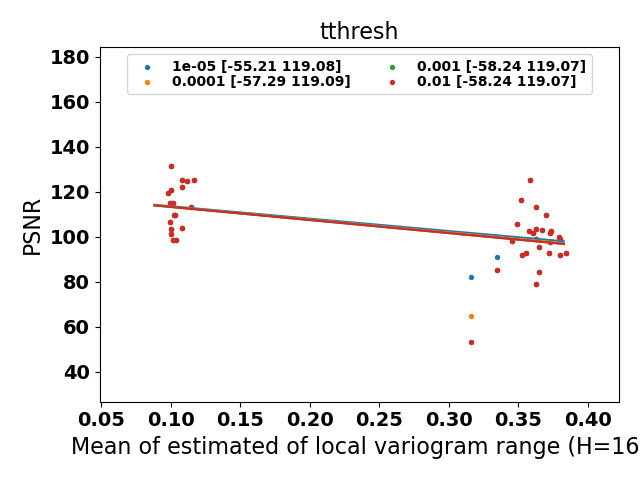 tthresh
1e-05 [-55.21 119.08] 0.001 [-58.24 119.07]
0.0001 [-57.29 119.09] 0.01 [-58.24 119.07]
180
160
140
120
100
80
60
40
PSNR
0.05 0.10 0.15 0.20 0.25 0.30 0.35 0.40
Mean of estimated of local variogram range (H=16